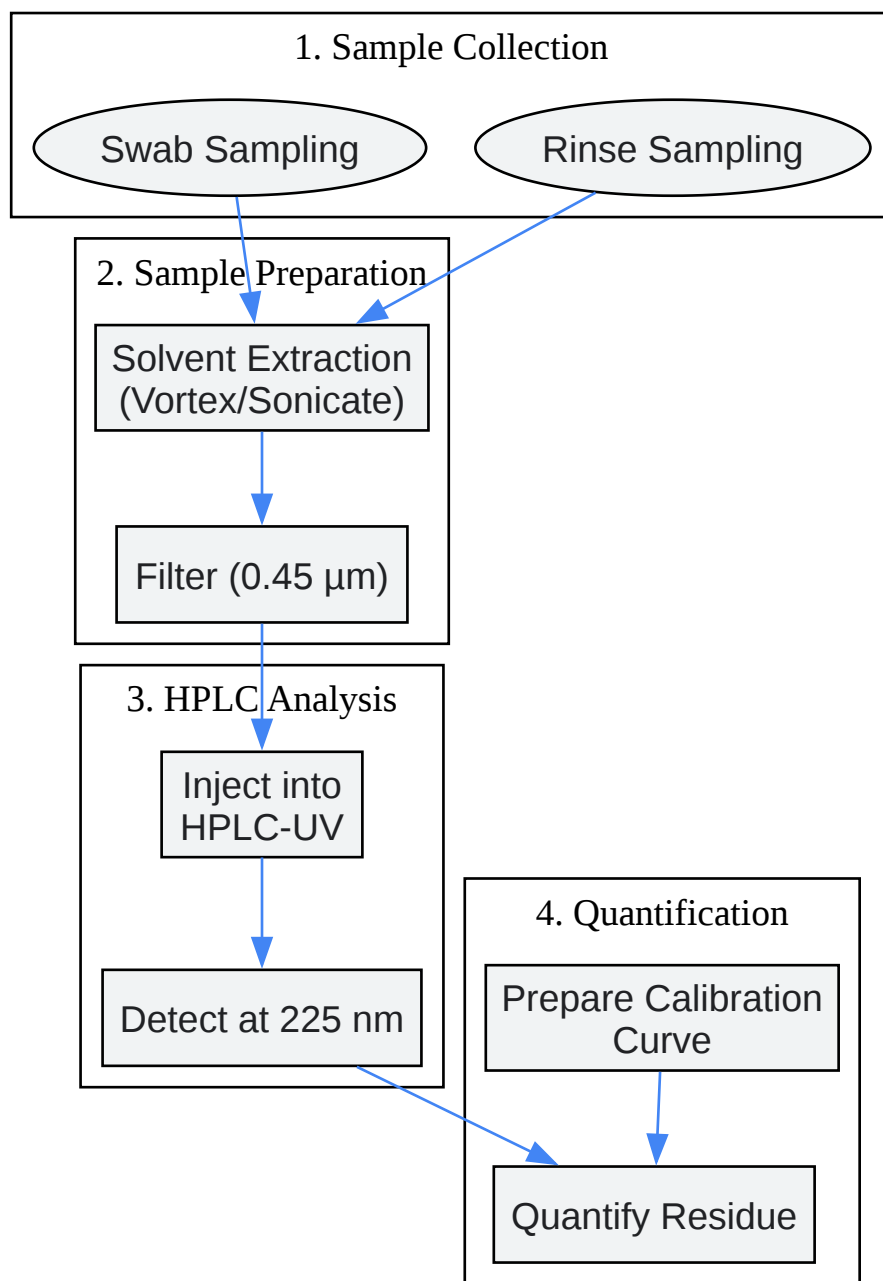 1. Sample Collection
Swab Sampling
Rinse Sampling
2. Sample Preparation
Solvent Extraction
(Vortex/Sonicate)
Filter (0.45 µm)
3. HPLC Analysis
Inject into
HPLC-UV
Detect at 225 nm
4. Quantification
Prepare Calibration
Curve
Quantify Residue